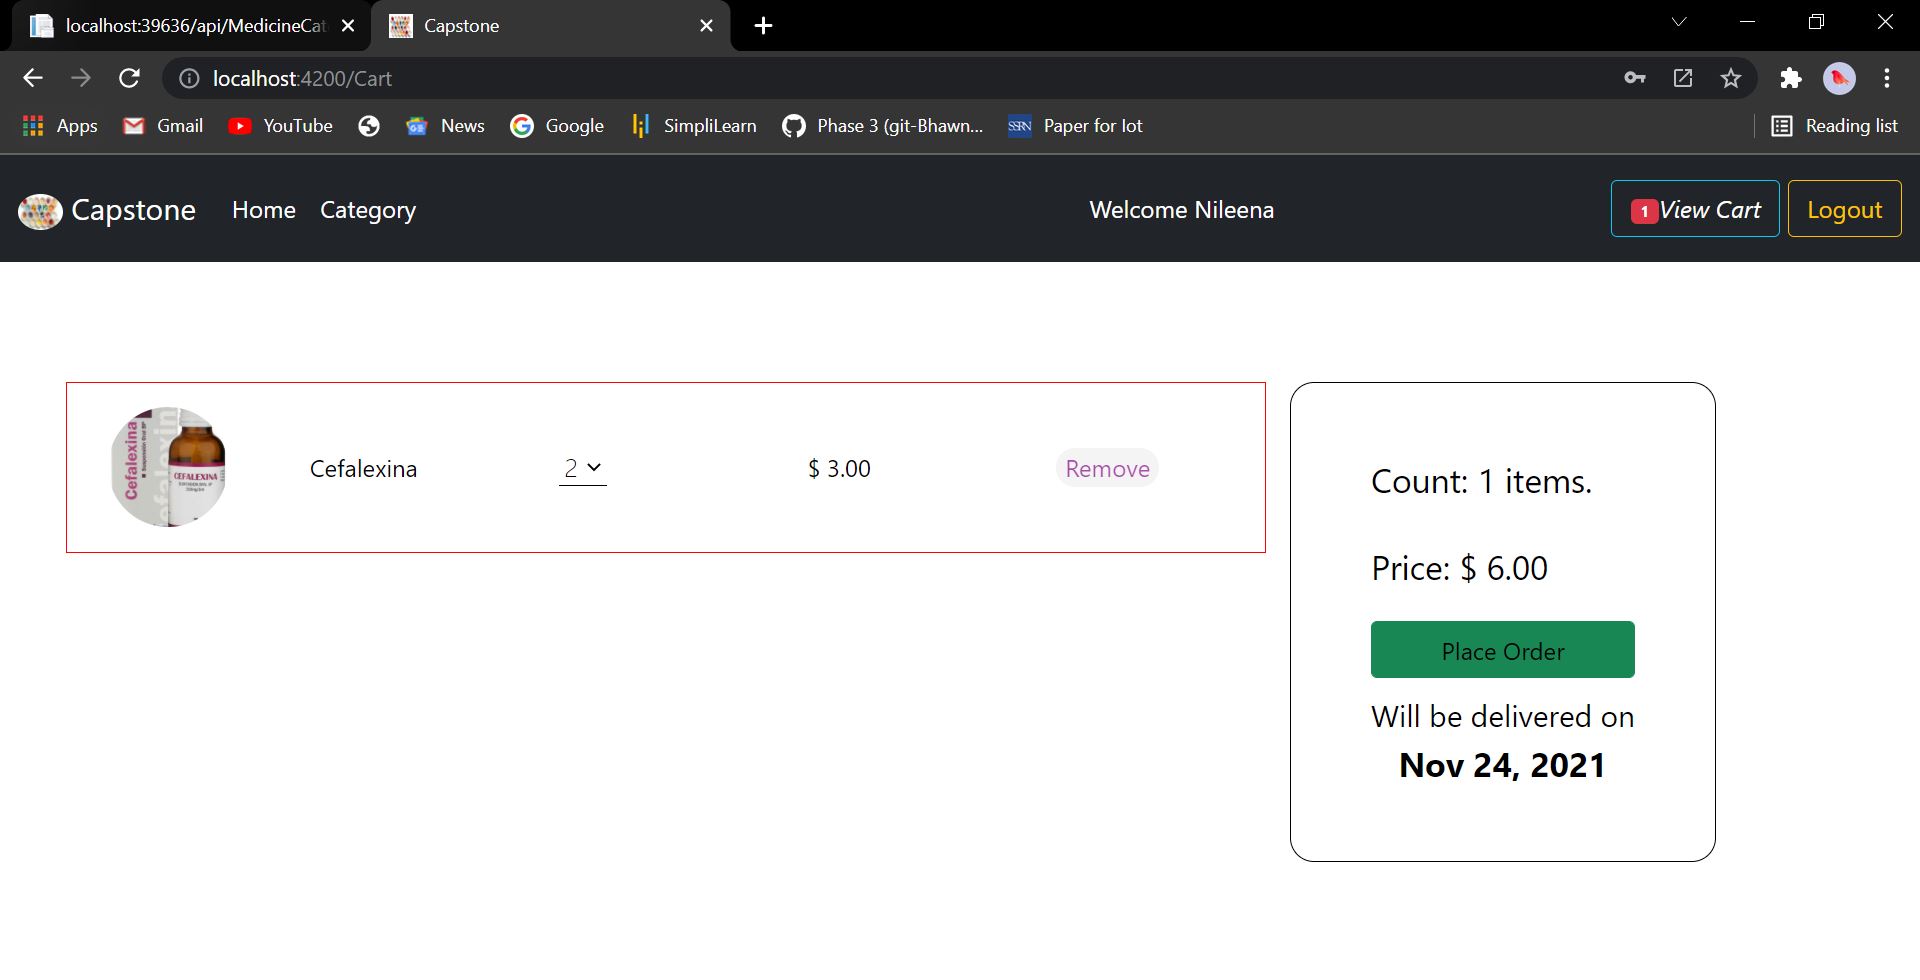 localhost:39636/api/MedicineCat
Capstone
localhost:4200/Cart
Apps Gmail YouTube News Google SimpliLearn Phase 3 (git-Bhawn... SSRN Paper for Iot Reading list
Capstone Home Category Welcome Nileena 1 View Cart Logout
Cefalexina
CEFALEXINA
Cefalexina 2 $ 3.00 Remove
Count: 1 items.
Price: $ 6.00
Place Order
Will be delivered on
Nov 24, 2021